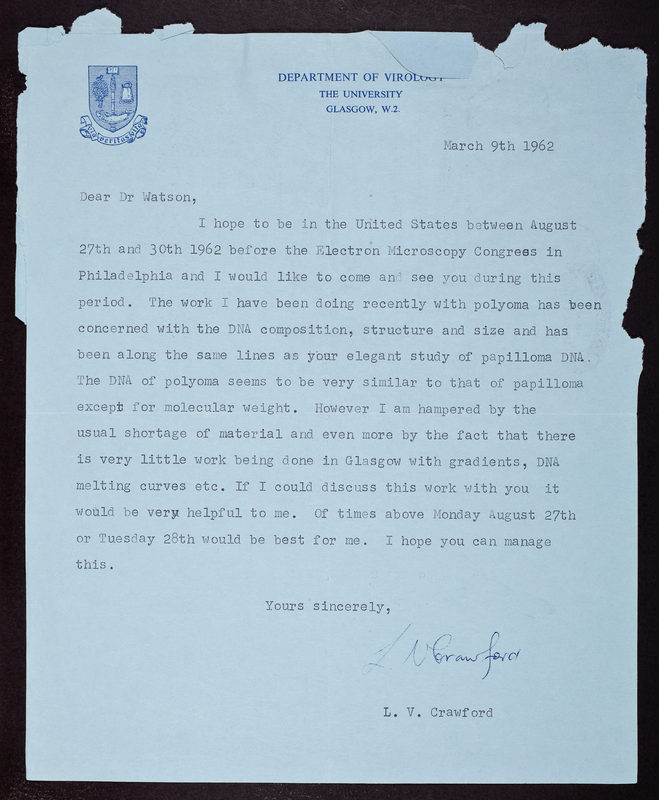 DEPARTMENT OF VIROLOGY
THE UNIVERSITY
GLASGOW, W.2.
March 9th 1962
Dear Dr Watson,
I hope to be in the United States between August
27th and 30th 1962 before the Electron Microscopy Congress in
Philadelphia and I would like to come and see you during this
period. The work I have been doing recently with polyoma has been
concerned with the DNA composition, structure and size and has
been along the same lines as your elegant study of papilloma DNA.
The DNA of polyoma seems to be very similar to that of papilloma
except for molecular weight. However I am hampered by the
usual shortage of material and even more by the fact that there
is very little work being done in Glasgow with gradients, DNA
melting curves etc. If I could discuss this work with you it
would be very helpful to me. Of times above Monday August 27th
or Tuesday 28th would be best for me. I hope you can manage
this.
Yours sincerely,
L V Crawford
L. V. Crawford